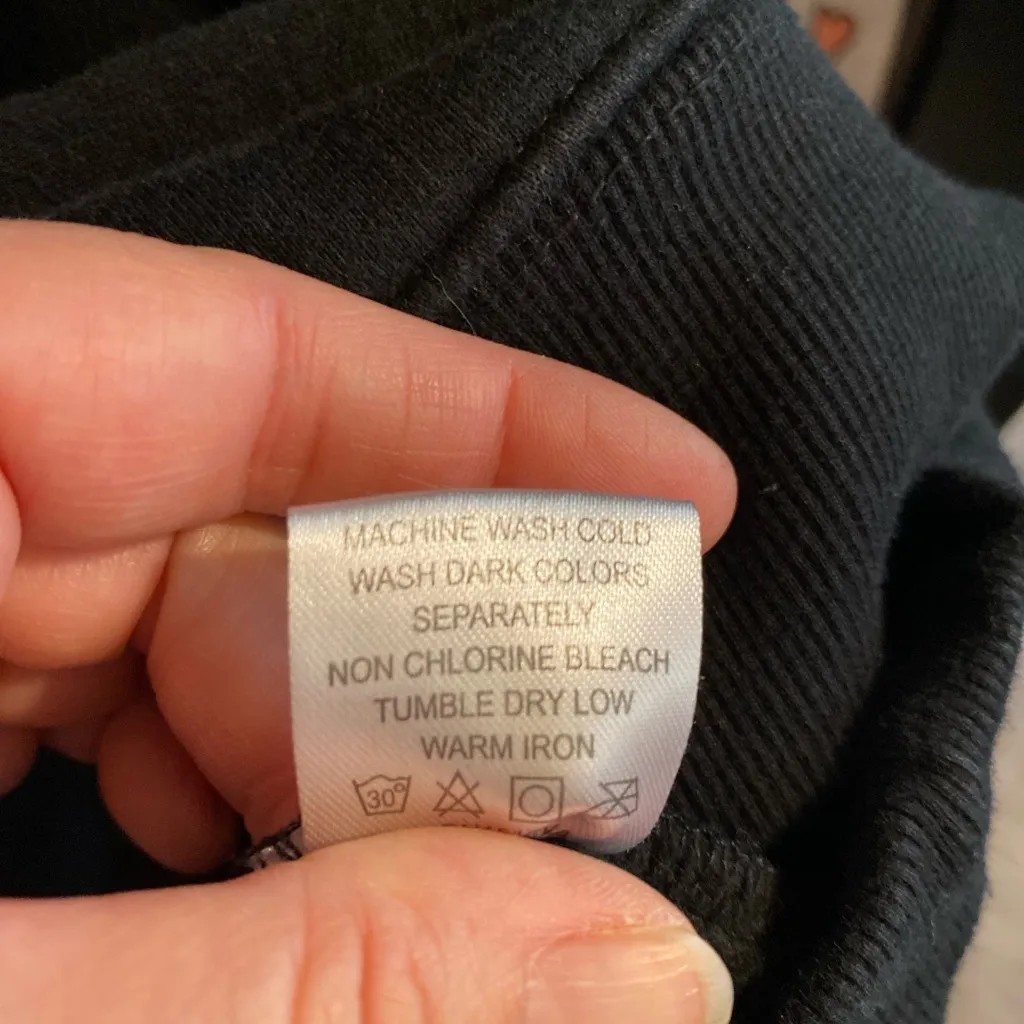 MACHINE WASH COLD
WASH DARK COLORS
SEPARATELY
NON CHLORINE BLEACH
TUMBLE DRY LOW
WARM IRON
30°